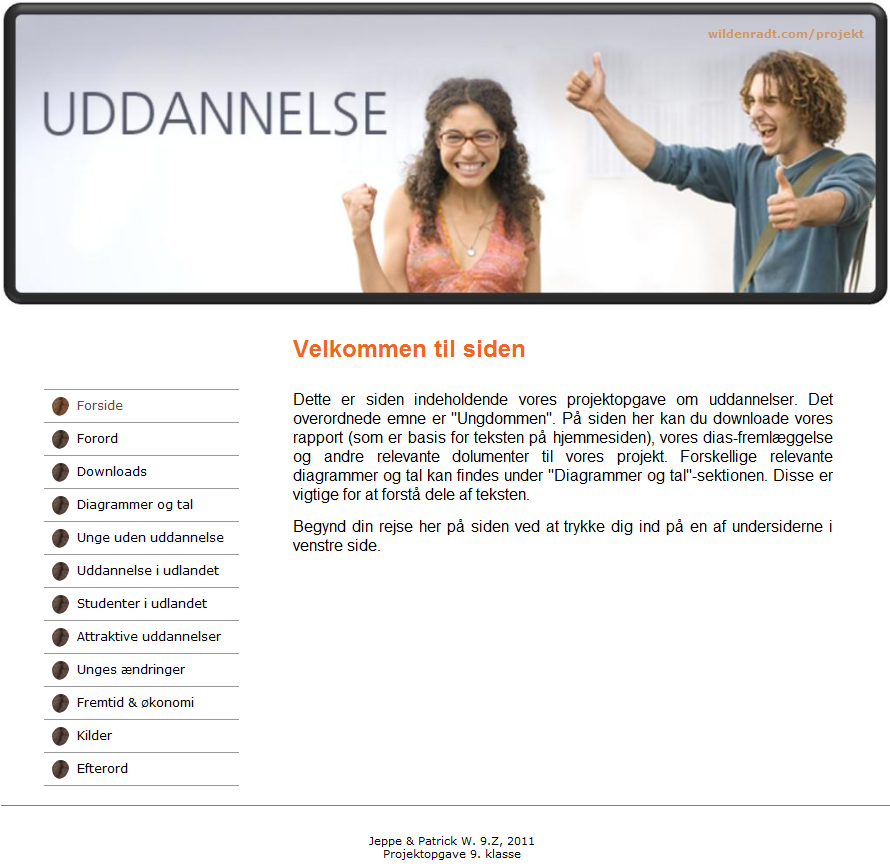 wildenradt.com/projekt
UDDANNELSE
Velkommen til siden
Forside
Forord
Downloads
Diagrammer og tal
Unge uden uddannelse
Uddannelse i udlandet
Studenter i udlandet
Attraktive uddannelser
Unges ændringer
Fremtid & økonomi
Kilder
Efterord
Dette er siden indeholdende vores projektopgave om uddannelser. Det
overordnede emne er "Ungdommen". På siden her kan du downloade vores
rapport (som er basis for teksten på hjemmesiden), vores dias-fremlæggelse
og andre relevante dolumenter til vores projekt. Forskellige relevante
diagrammer og tal kan findes under "Diagrammer og tal"-sektionen. Disse er
vigtige for at forstå dele af teksten.
Begynd din rejse her på siden ved at trykke dig ind på en af undersiderne i
venstre side.
Jeppe & Patrick W. 9.Z, 2011
Projektopgave 9. klasse